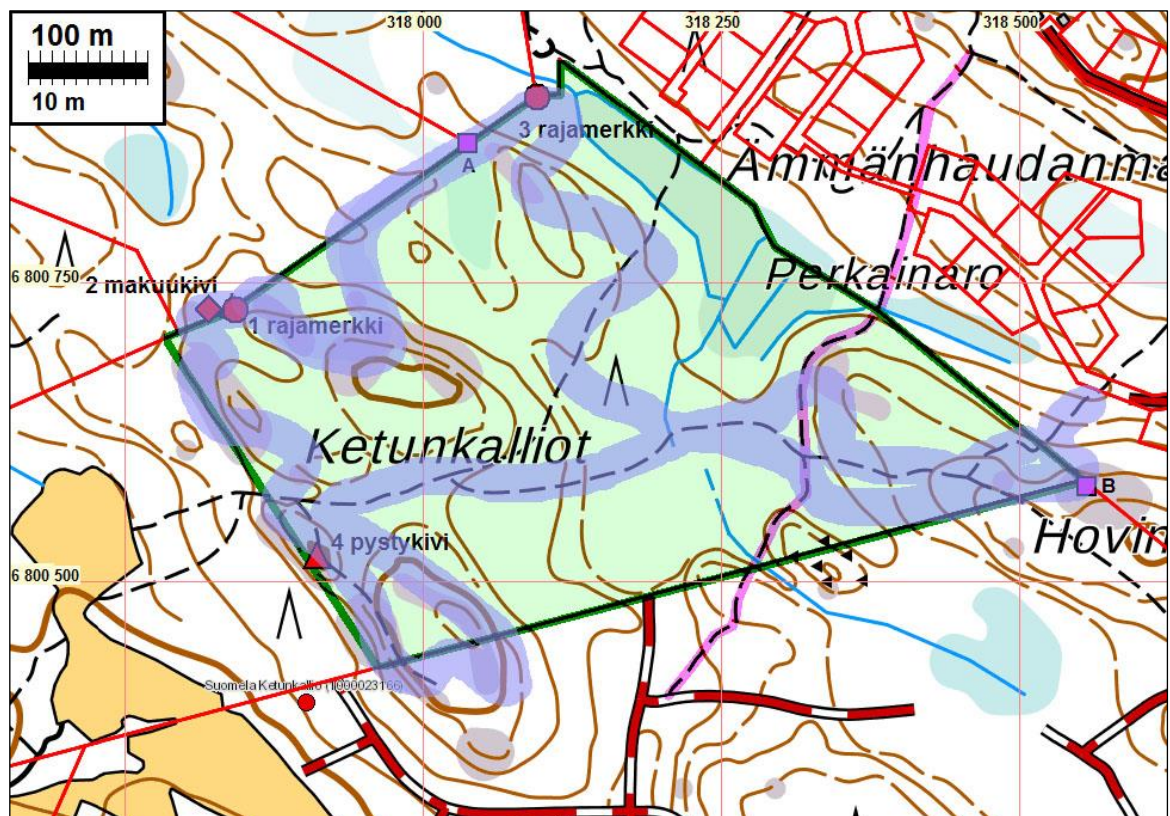 100 m
10 m
318 000
318 250
318 500
3 rajamerkki
A
Ämmänhaudanma
6 800 750
Perkainaro
2 makuukivi
1 rajamerkki
Ketunkalliot
B
4 pystykivi
Hovin
6 800 500
Suomela Ketunkallio (1000023166)